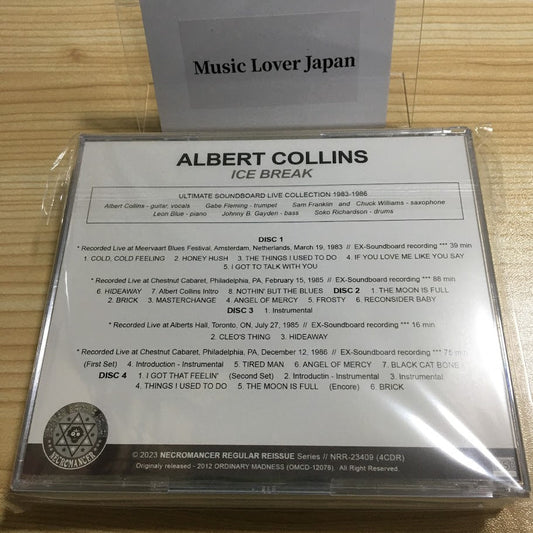 Music Lover Japan
ALBERT COLLINS
ICE BREAK
ULTIMATE SOUNDBOARD LIVE COLLECTION 1983-1986
Albert Collins - guitar, vocals Gabe Fleming - trumpet Sam Franklin and Chuck Williams - saxophone
Leon Blue - piano Johnny B. Gayden - bass Soko Richardson - drums
DISC 1
* Recorded Live at Meervaart Blues Festival, Amsterdam, Netherlands, March 19, 1983 // EX-Soundboard recording *** 39 min
1. COLD, COLD FEELING 2. HONEY HUSH 3. THE THINGS I USED TO DO 4. IF YOU LOVE ME LIKE YOU SAY
5. I GOT TO TALK WITH YOU
* Recorded Live at Chestnut Cabaret, Philadelphia, PA, February 15, 1985 // EX-Soundboard recording *** 88 min
6. HIDEAWAY 7. Albert Collins Intro 8. NOTHIN' BUT THE BLUES DISC 2 1. THE MOON IS FULL
2. BRICK 3. MASTERCHANGE 4. ANGEL OF MERCY 5. FROSTY 6. RECONSIDER BABY
DISC 3 1. Instrumental
* Recorded Live at Alberts Hall, Toronto, ON, July 27, 1985 // EX-Soundboard recording *** 16 min
2. CLEO'S THING 3. HIDEAWAY
* Recorded Live at Chestnut Cabaret, Philadelphia, PA, December 12, 1986 // EX-Soundboard recording *** 75 min
(First Set) 4. Introduction - Instrumental 5. TIRED MAN 6. ANGEL OF MERCY 7. BLACK CAT BONE
DISC 4 1. I GOT THAT FEELIN' (Second Set) 2. Introductin - Instrumental 3. Instrumental
4. THINGS I USED TO DO 5. THE MOON IS FULL (Encore) 6. BRICK
NECROMANCER
© 2023 NECROMANCER REGULAR REISSUE Series // NRR-23409 (4CDR)
Originaly released - 2012 ORDINARY MADNESS (OMCD-12076). All Right Reserved.